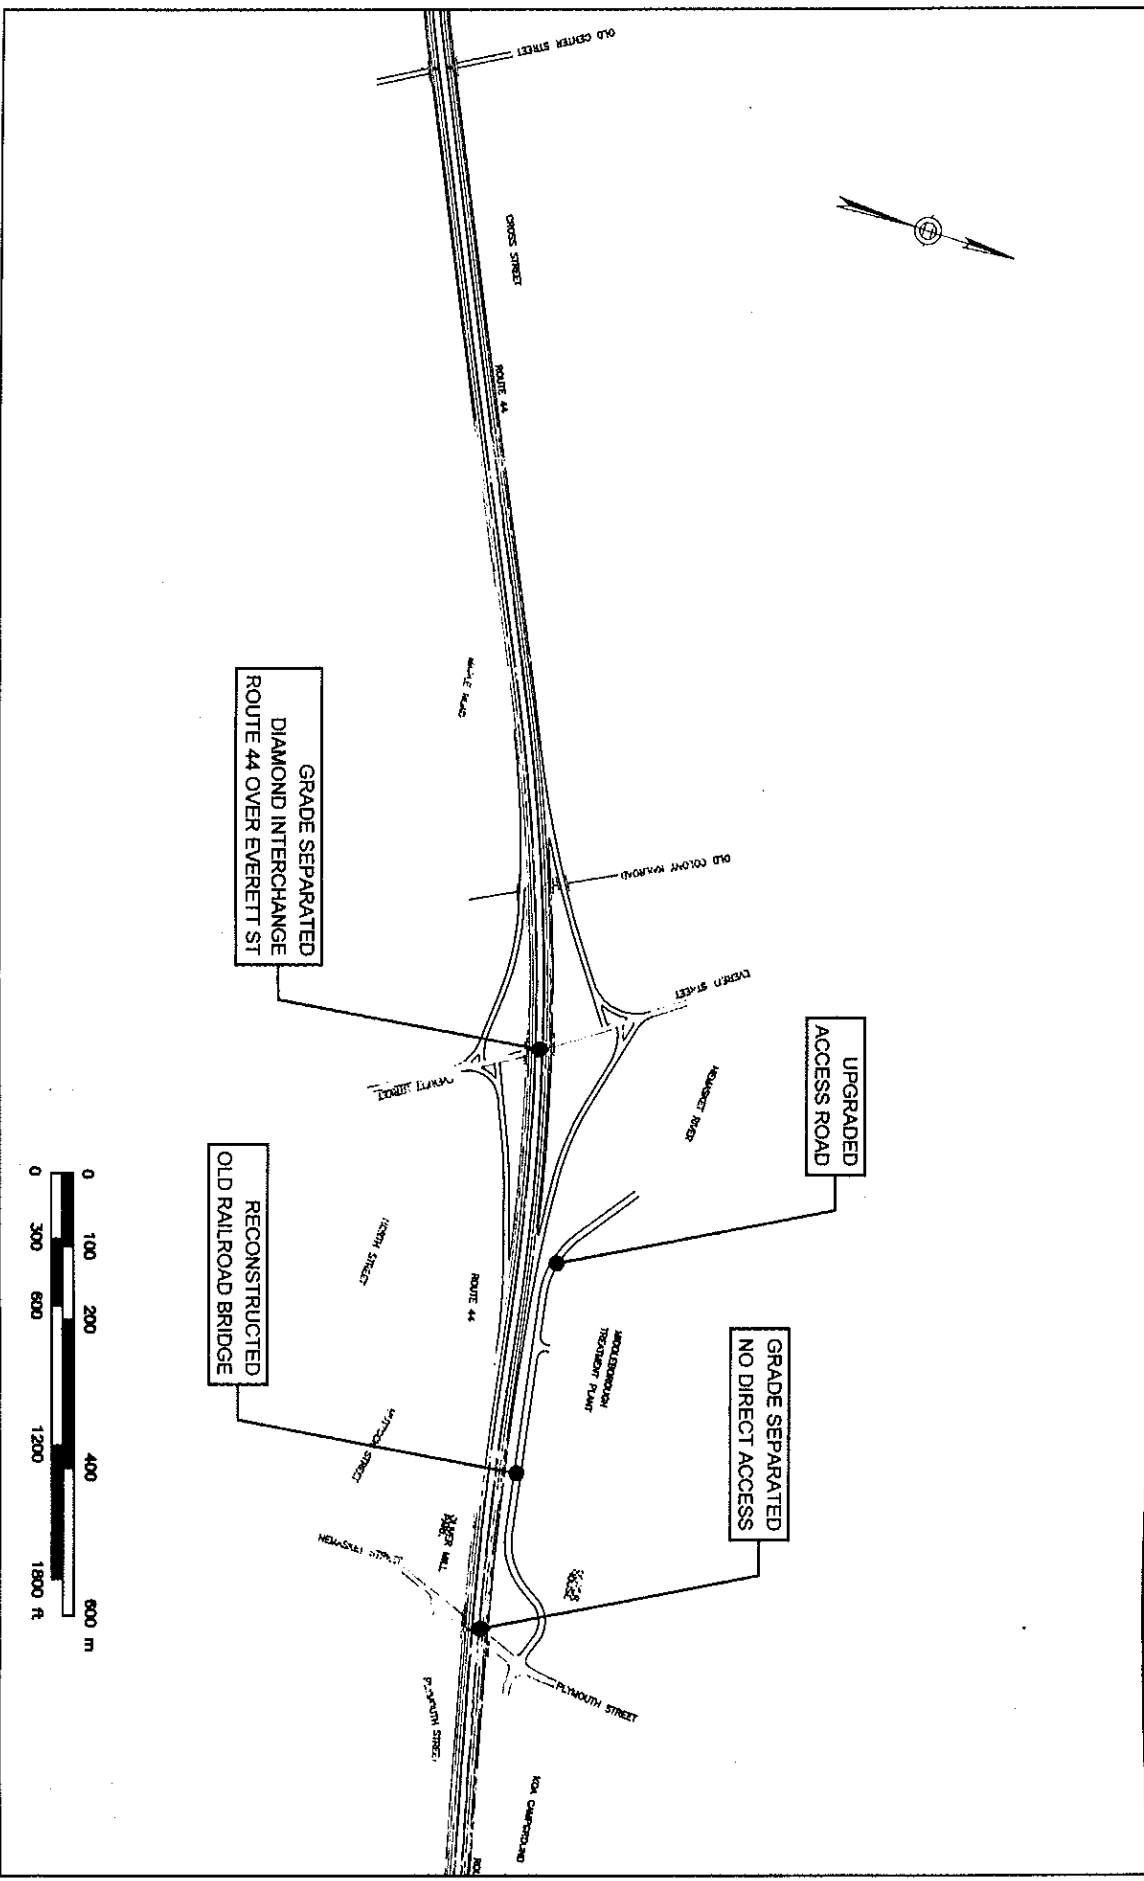 OLD CENTER STREET
CROSS STREET
ROUTE 44
OLD COLONY RAILROAD
EVERETT STREET
NEMASKET RIVER
UPGRADED
ACCESS ROAD
GRADE SEPARATED
DIAMOND INTERCHANGE
ROUTE 44 OVER EVERETT ST
EVERETT STREET
NORTH STREET
ROUTE 44
MIDDLEBOROUGH
TREATMENT PLANT
GRADE SEPARATED
NO DIRECT ACCESS
RECONSTRUCTED
OLD RAILROAD BRIDGE
STREET
NEMASKET STREET
PLYMOUTH STREET
PLYMOUTH STREET
KOA CAMPGROUND
0 100 200 400 600 m
0 300 600 1200 1800 ft